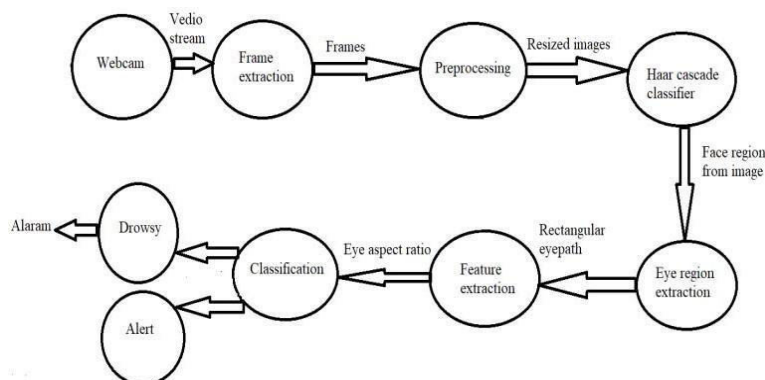 Vedio
stream
Webcam
Frame
extraction
Frames
Preprocessing
Resized images
Haar cascade
classifier
Face region
from image
Eye region
extraction
Rectangular
eyepath
Feature
extraction
Eye aspect ratio
Classification
Drowsy
Alaram
Alert